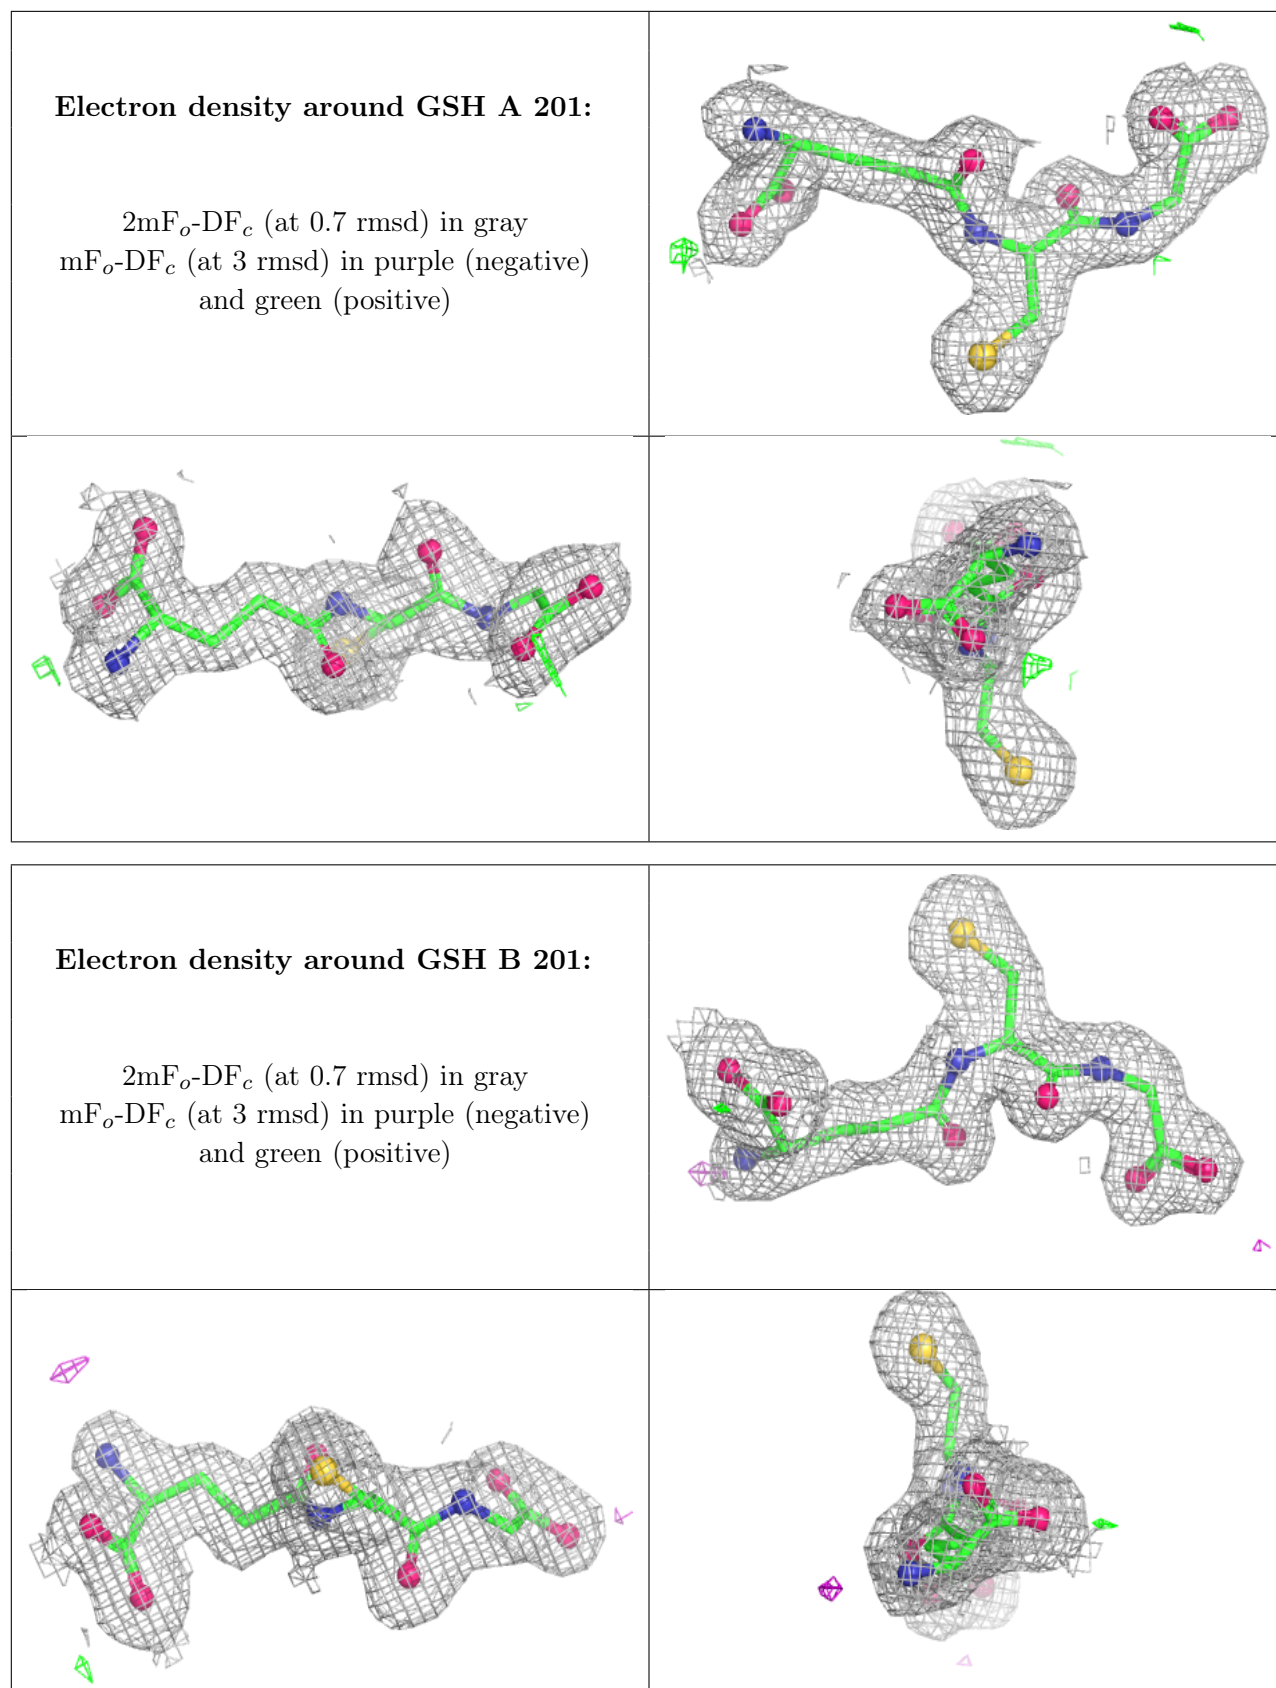 Electron density around GSH A 201:
2mFo-DFc (at 0.7 rmsd) in gray
mFo-DFc (at 3 rmsd) in purple (negative)
and green (positive)
Electron density around GSH B 201:
2mFo-DFc (at 0.7 rmsd) in gray
mFo-DFc (at 3 rmsd) in purple (negative)
and green (positive)